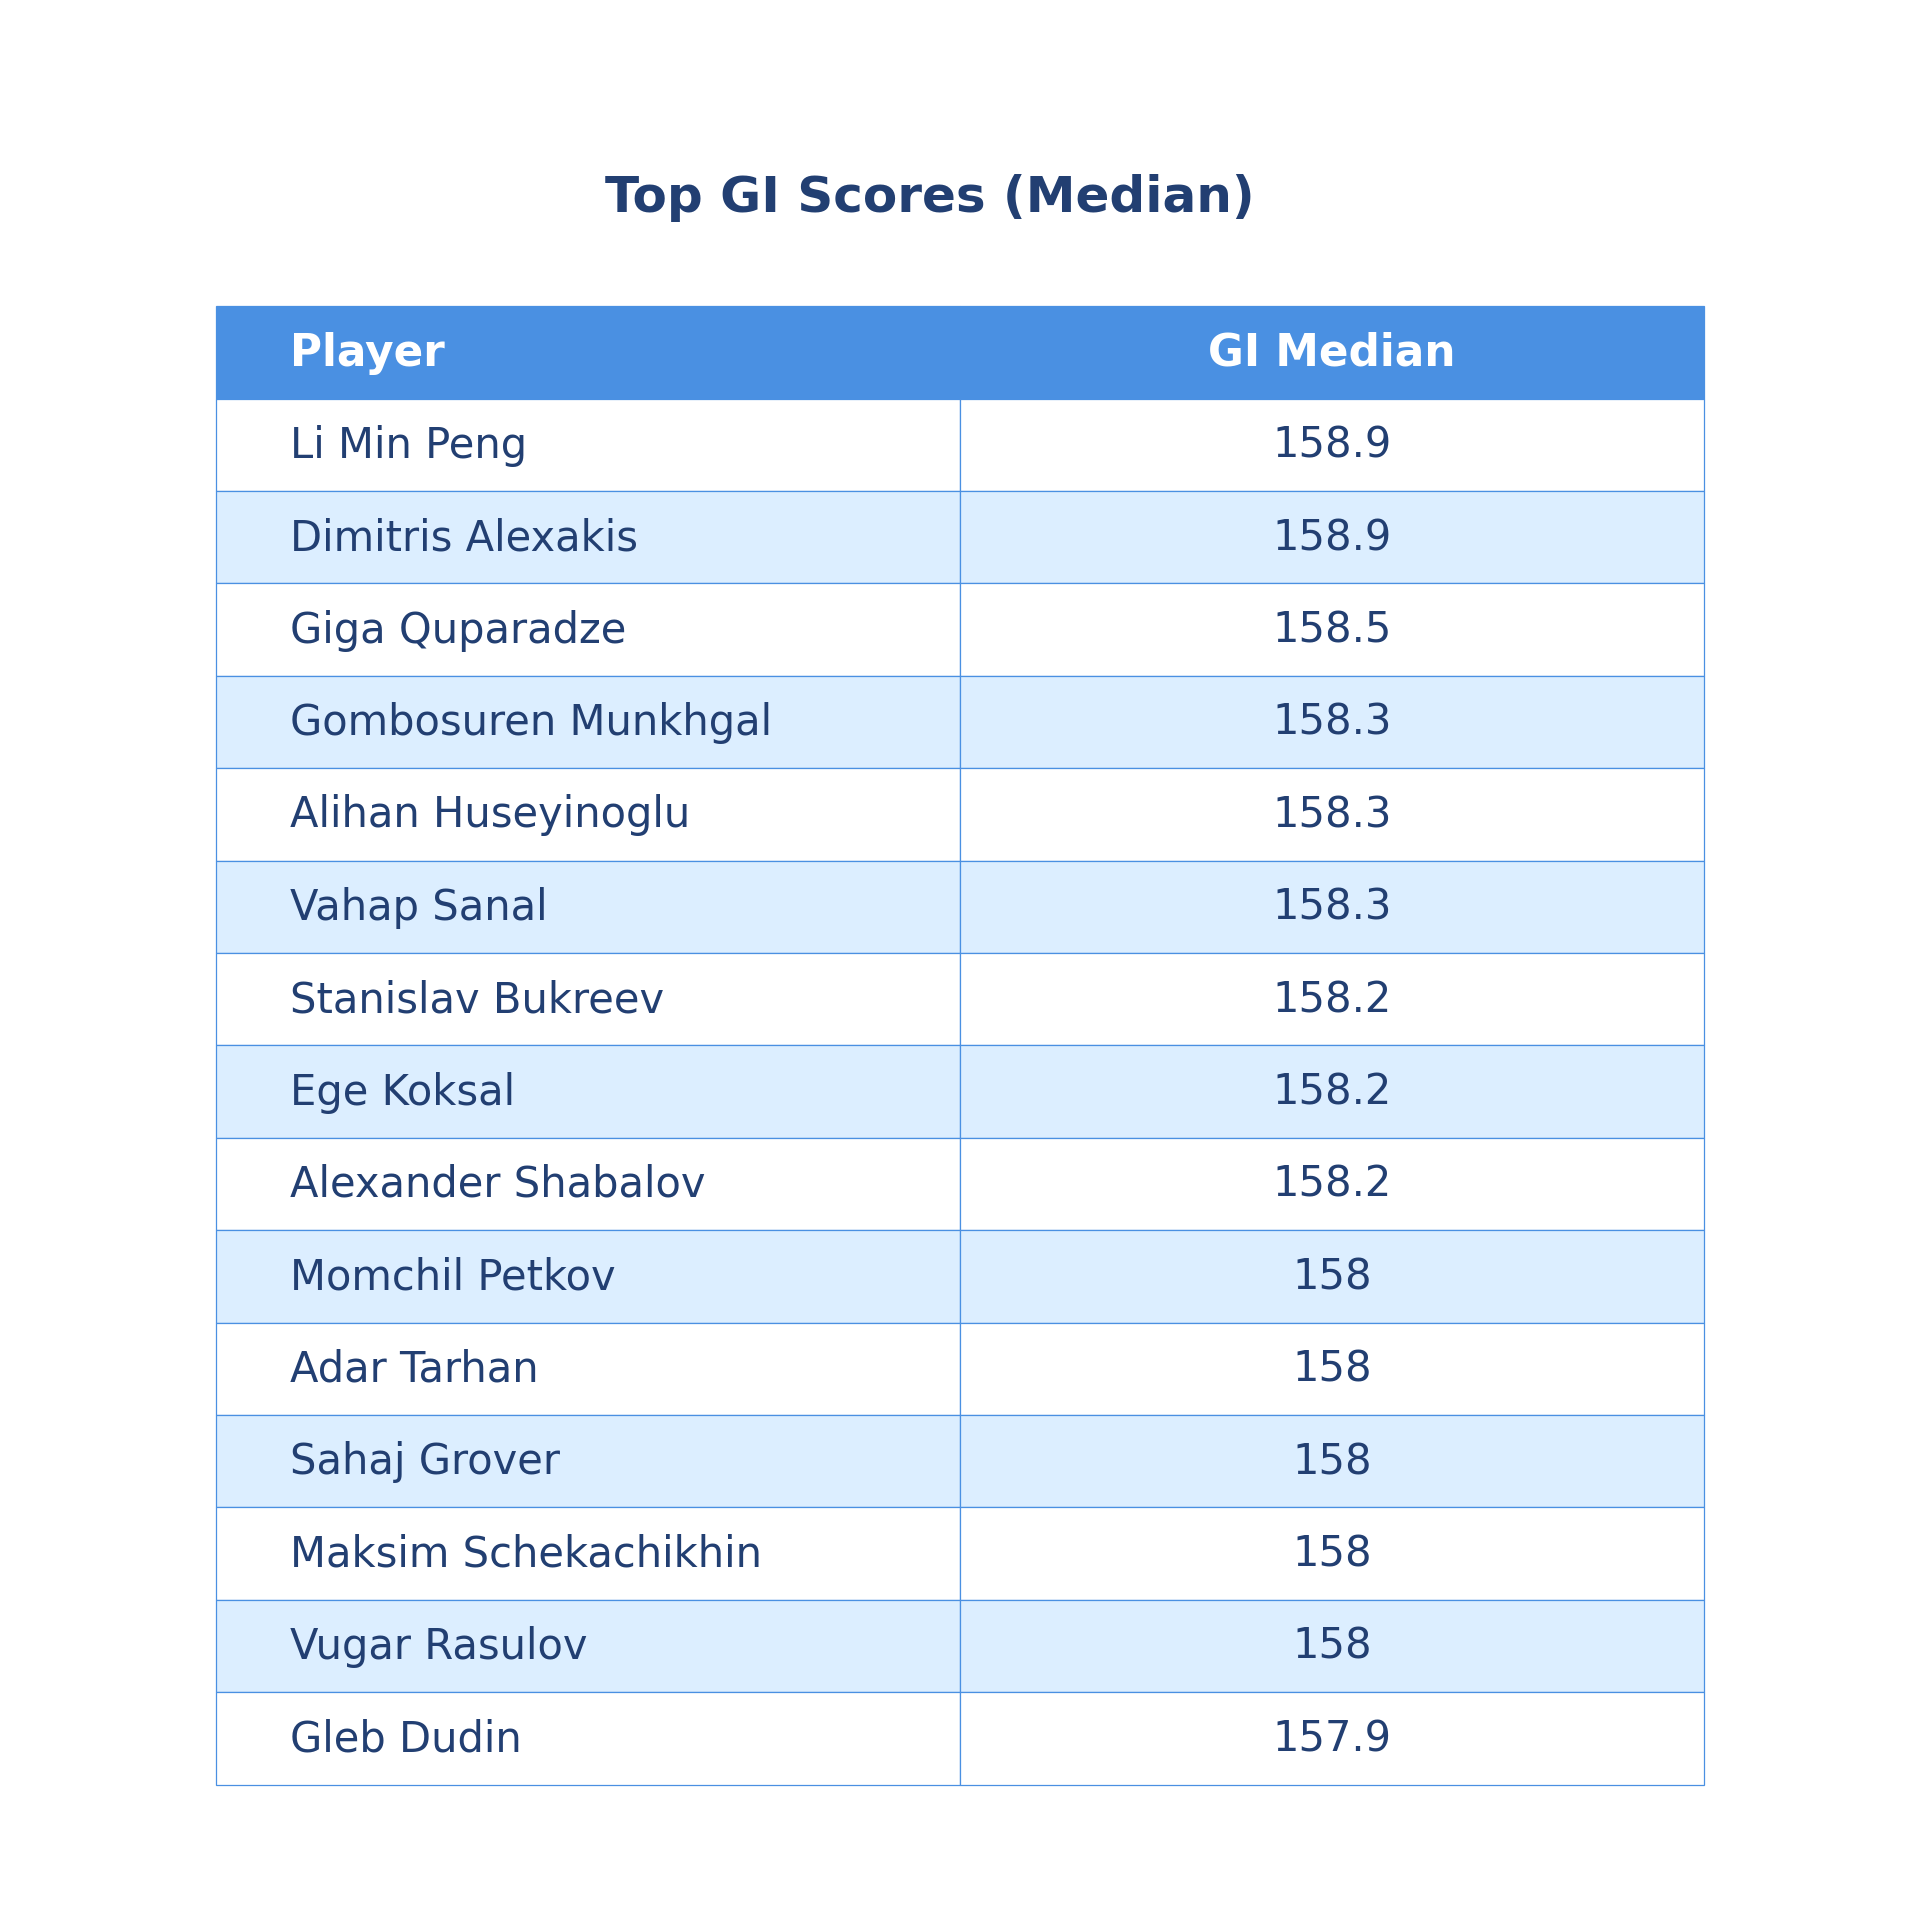 Top GI Scores (Median)
Player GI Median
Li Min Peng 158.9
Dimitris Alexakis 158.9
Giga Quparadze 158.5
Gombosuren Munkhgal 158.3
Alihan Huseyinoglu 158.3
Vahap Sanal 158.3
Stanislav Bukreev 158.2
Ege Koksal 158.2
Alexander Shabalov 158.2
Momchil Petkov 158
Adar Tarhan 158
Sahaj Grover 158
Maksim Schekachikhin 158
Vugar Rasulov 158
Gleb Dudin 157.9